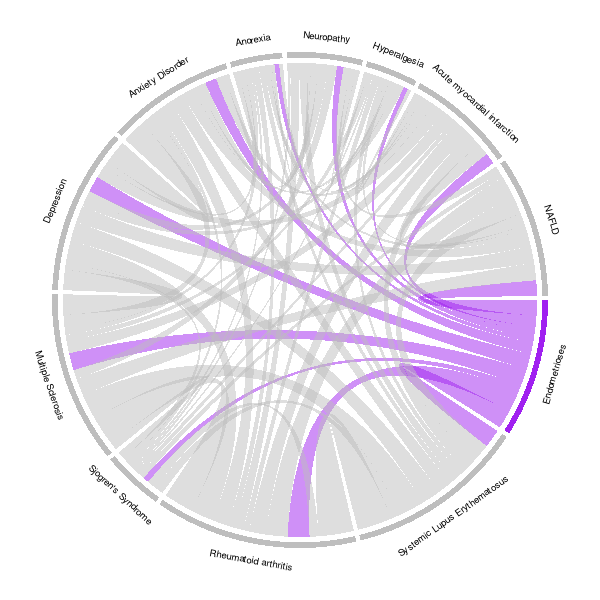 Neuropathy
Hyperalgesia
Acute myocardial infarction
NAFLD
Endometrioses
Systemic Lupus Erythematosus
Rheumatoid arthritis
Sjogren's Syndrome
Multiple Sclerosis
Depression
Anxiety Disorder
Anorexia